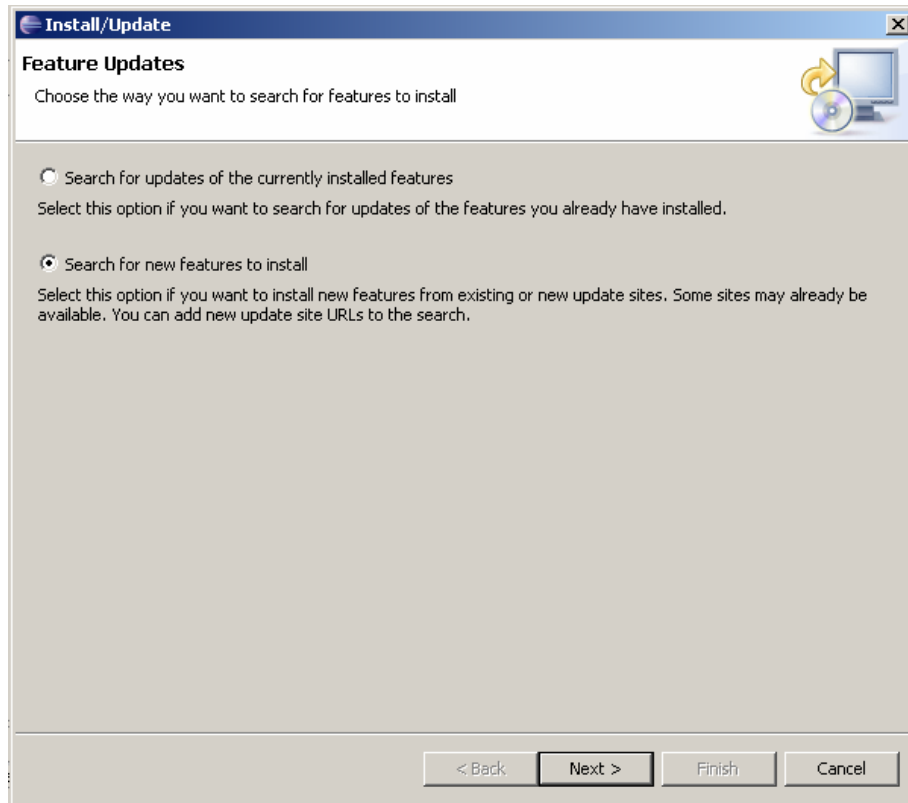 Install/Update
Feature Updates
Choose the way you want to search for features to install
Search for updates of the currently installed features
Select this option if you want to search for updates of the features you already have installed.
Search for new features to install
Select this option if you want to install new features from existing or new update sites. Some sites may already be
available. You can add new update site URLs to the search.
< Back Next > Finish Cancel